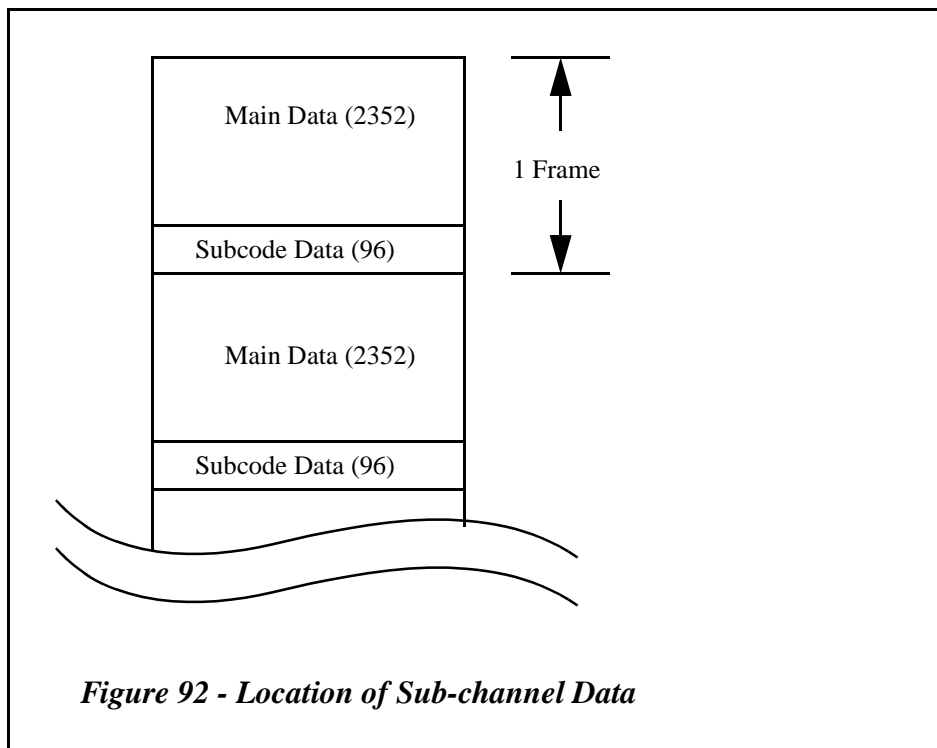 Main Data (2352)
1 Frame
Subcode Data (96)
Main Data (2352)
Subcode Data (96)
Figure 92 - Location of Sub-channel Data